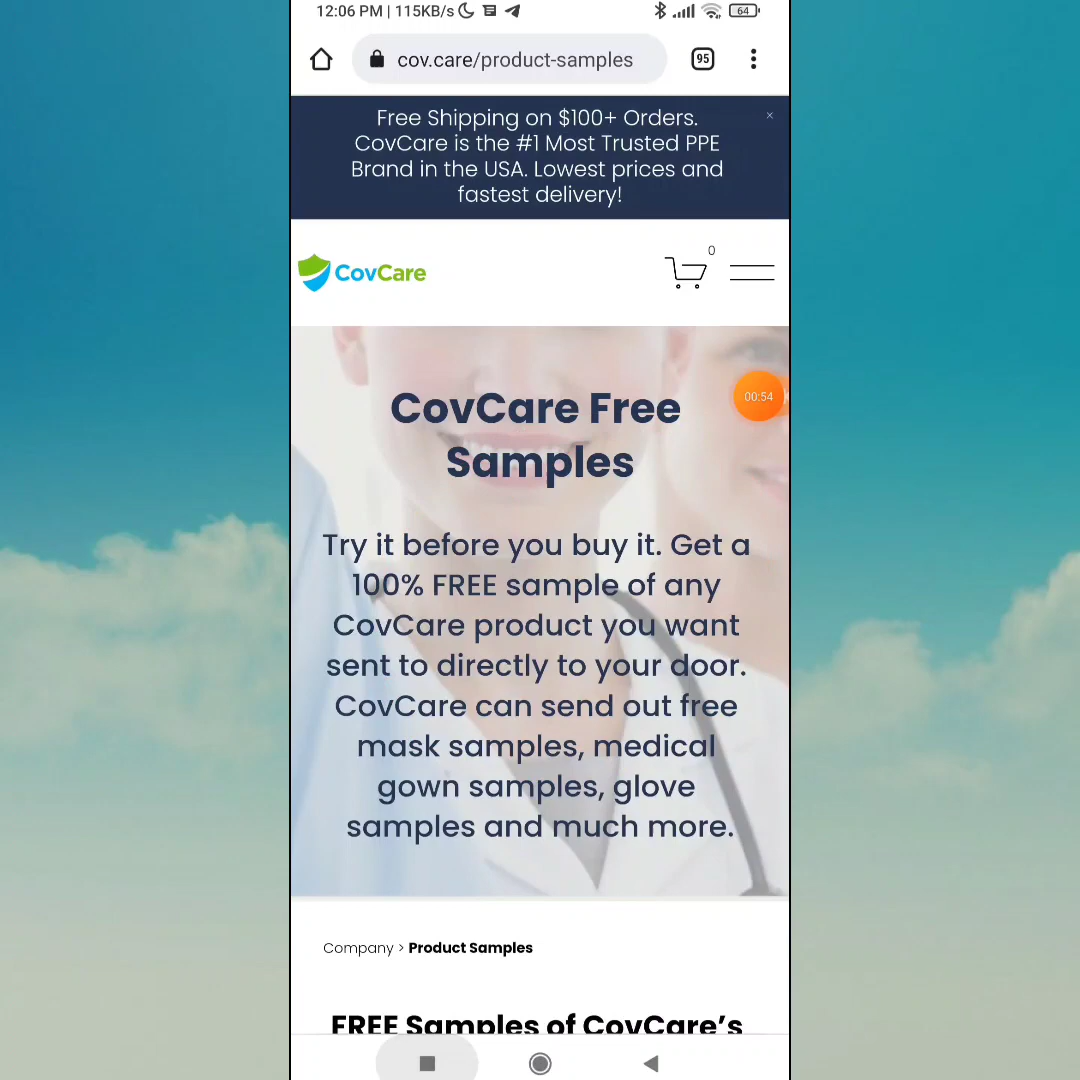 12:06 PM | 115KB/s
64
cov.care/product-samples
95
Free Shipping on $100+ Orders.
CovCare is the #1 Most Trusted PPE
Brand in the USA. Lowest prices and
fastest delivery!
×
CovCare
0
CovCare Free
Samples
00:54
Try it before you buy it. Get a
100% FREE sample of any
CovCare product you want
sent to directly to your door.
CovCare can send out free
mask samples, medical
gown samples, glove
samples and much more.
Company > Product Samples
FREE Samples of CovCare's